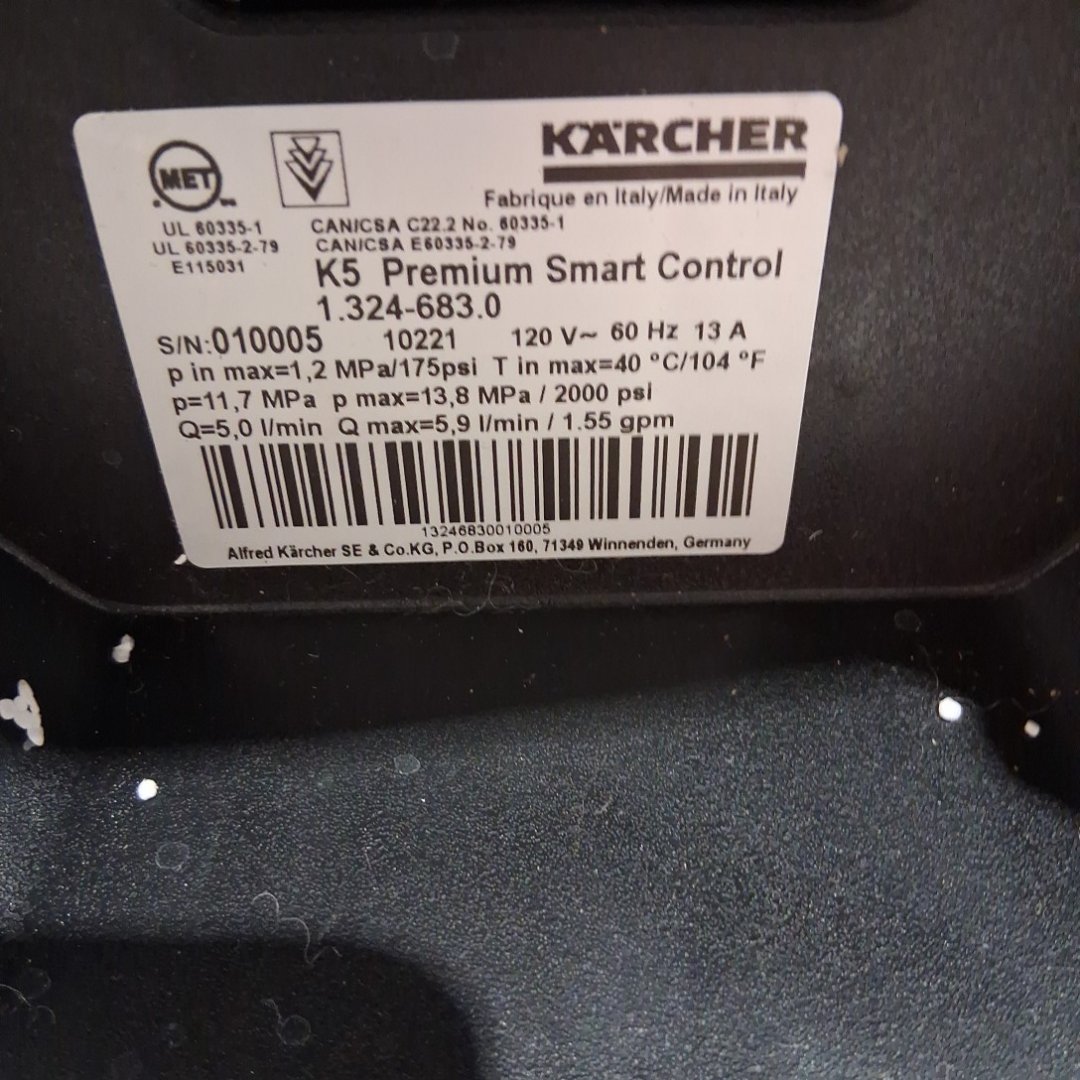 KÄRCHER
MET
Fabrique en Italy/Made in Italy
UL 60335-1 CAN/CSA C22.2 No. 60335-1
UL 60335-2-79 CAN/CSA E60335-2-79
E115031
K5 Premium Smart Control
1.324-683.0
S/N:010005 10221 120 V~ 60 Hz 13 A
p in max=1,2 MPa/175psi T in max=40 °C/104 °F
p=11,7 MPa p max=13,8 MPa / 2000 psi
Q=5,0 l/min Q max=5,9 l/min / 1.55 gpm
13246830010005
Alfred Kärcher SE & Co.KG, P.O.Box 160, 71349 Winnenden, Germany